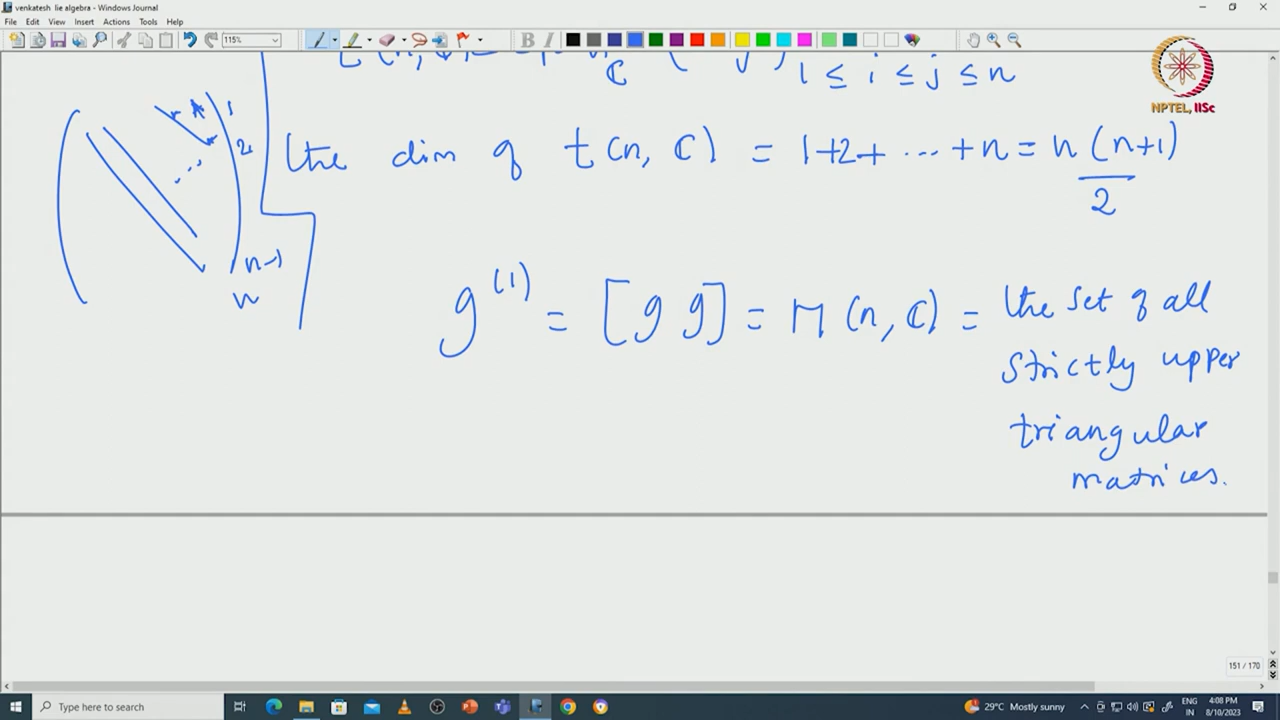 venkatesh lie algebra - Windows Journal
File Edit View Insert Actions Tools Help
115%
B I
NPTEL, IISc
1 ≤ i ≤ j ≤ n
ℂ
1
2
n-1
n
the dim of t(n, ℂ) = 1+2+ ⋯ +n = n(n+1)/2
g^(1) = [g g] = n(n, ℂ) = the set of all
strictly upper
triangular
matrices.
151 / 170
Type here to search
29°C Mostly sunny
ENG
IN
4:08 PM
8/10/2023